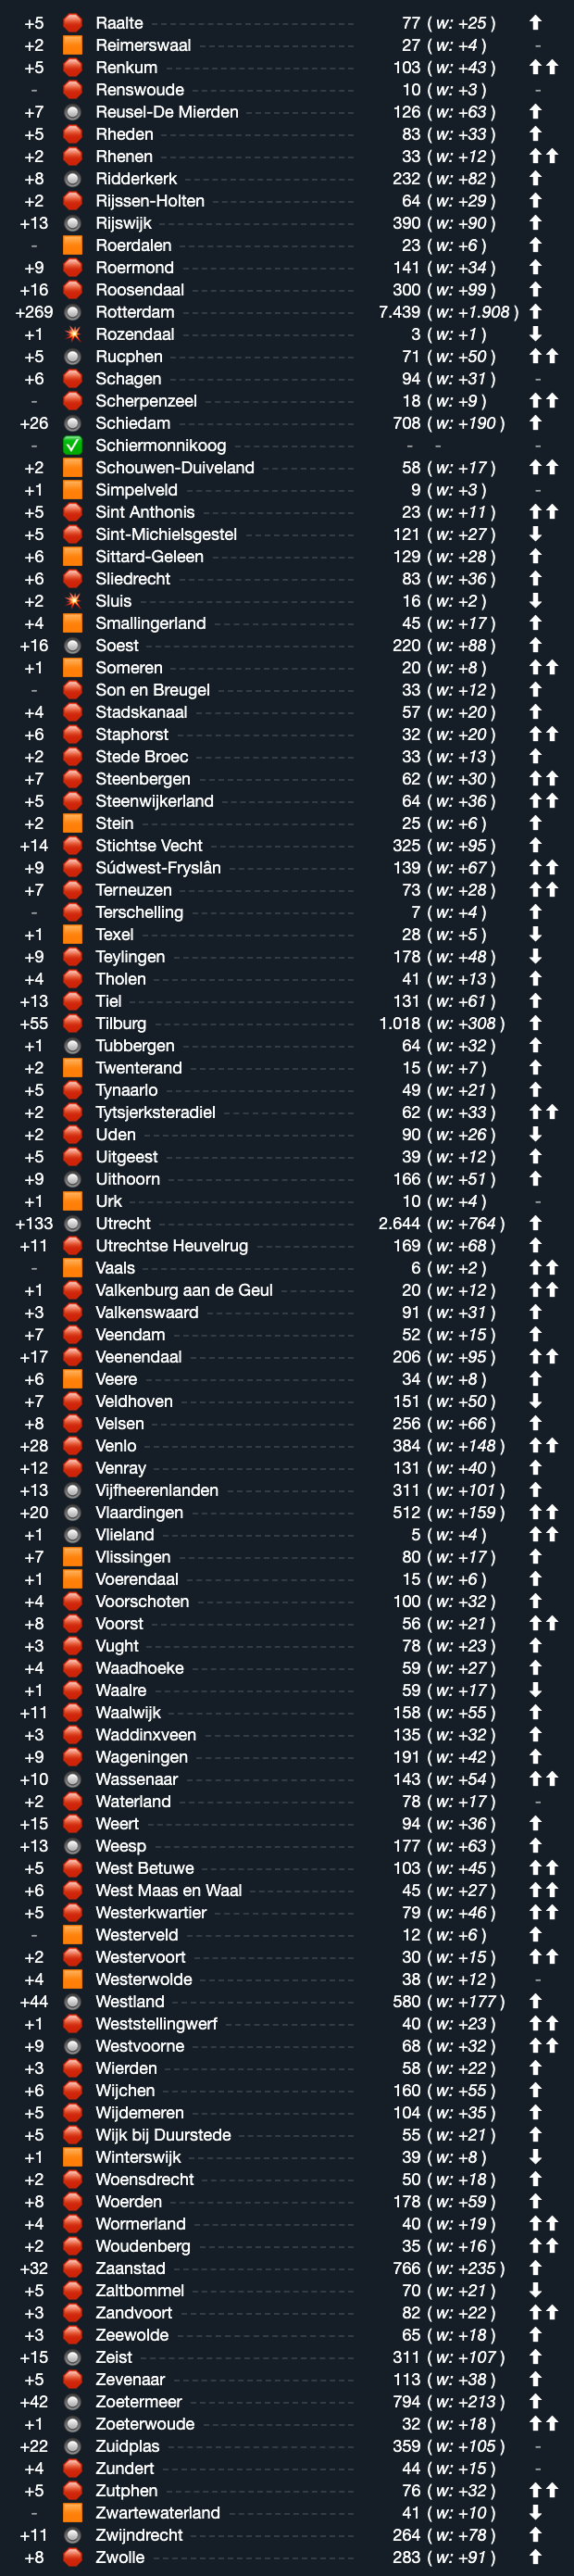 +5 Raalte 77 ( w: +25 )
+2 Reimerswaal 27 ( w: +4 ) -
+5 Renkum 103 ( w: +43 )
- Renswoude 10 ( w: +3 ) -
+7 Reusel-De Mierden 126 ( w: +63 )
+5 Rheden 83 ( w: +33 )
+2 Rhenen 33 ( w: +12 )
+8 Ridderkerk 232 ( w: +82 )
+2 Rijssen-Holten 64 ( w: +29 )
+13 Rijswijk 390 ( w: +90 )
- Roerdalen 23 ( w: +6 )
+9 Roermond 141 ( w: +34 )
+16 Roosendaal 300 ( w: +99 )
+269 Rotterdam 7.439 ( w: +1.908 )
+1 Rozendaal 3 ( w: +1 )
+5 Rucphen 71 ( w: +50 )
+6 Schagen 94 ( w: +31 ) -
- Scherpenzeel 18 ( w: +9 )
+26 Schiedam 708 ( w: +190 )
- Schiermonnikoog - - -
+2 Schouwen-Duiveland 58 ( w: +17 )
+1 Simpelveld 9 ( w: +3 ) -
+5 Sint Anthonis 23 ( w: +11 )
+5 Sint-Michielsgestel 121 ( w: +27 )
+6 Sittard-Geleen 129 ( w: +28 )
+6 Sliedrecht 83 ( w: +36 )
+2 Sluis 16 ( w: +2 )
+4 Smallingerland 45 ( w: +17 )
+16 Soest 220 ( w: +88 )
+1 Someren 20 ( w: +8 )
- Son en Breugel 33 ( w: +12 )
+4 Stadskanaal 57 ( w: +20 )
+6 Staphorst 32 ( w: +20 )
+2 Stede Broec 33 ( w: +13 )
+7 Steenbergen 62 ( w: +30 )
+5 Steenwijkerland 64 ( w: +36 )
+2 Stein 25 ( w: +6 )
+14 Stichtse Vecht 325 ( w: +95 )
+9 Súdwest-Fryslân 139 ( w: +67 )
+7 Terneuzen 73 ( w: +28 )
- Terschelling 7 ( w: +4 )
+1 Texel 28 ( w: +5 )
+9 Teylingen 178 ( w: +48 )
+4 Tholen 41 ( w: +13 )
+13 Tiel 131 ( w: +61 )
+55 Tilburg 1.018 ( w: +308 )
+1 Tubbergen 64 ( w: +32 )
+2 Twenterand 15 ( w: +7 )
+5 Tynaarlo 49 ( w: +21 )
+2 Tytsjerksteradiel 62 ( w: +33 )
+2 Uden 90 ( w: +26 )
+5 Uitgeest 39 ( w: +12 )
+9 Uithoorn 166 ( w: +51 )
+1 Urk 10 ( w: +4 ) -
+133 Utrecht 2.644 ( w: +764 )
+11 Utrechtse Heuvelrug 169 ( w: +68 )
- Vaals 6 ( w: +2 )
+1 Valkenburg aan de Geul 20 ( w: +12 )
+3 Valkenswaard 91 ( w: +31 )
+7 Veendam 52 ( w: +15 )
+17 Veenendaal 206 ( w: +95 )
+6 Veere 34 ( w: +8 )
+7 Veldhoven 151 ( w: +50 )
+8 Velsen 256 ( w: +66 )
+28 Venlo 384 ( w: +148 )
+12 Venray 131 ( w: +40 )
+13 Vijfheerenlanden 311 ( w: +101 )
+20 Vlaardingen 512 ( w: +159 )
+1 Vlieland 5 ( w: +4 )
+7 Vlissingen 80 ( w: +17 )
+1 Voerendaal 15 ( w: +6 )
+4 Voorschoten 100 ( w: +32 )
+8 Voorst 56 ( w: +21 )
+3 Vught 78 ( w: +23 )
+4 Waadhoeke 59 ( w: +27 )
+1 Waalre 59 ( w: +17 )
+11 Waalwijk 158 ( w: +55 )
+3 Waddinxveen 135 ( w: +32 )
+9 Wageningen 191 ( w: +42 )
+10 Wassenaar 143 ( w: +54 )
+2 Waterland 78 ( w: +17 ) -
+15 Weert 94 ( w: +36 )
+13 Weesp 177 ( w: +63 )
+5 West Betuwe 103 ( w: +45 )
+6 West Maas en Waal 45 ( w: +27 )
+5 Westerkwartier 79 ( w: +46 )
- Westerveld 12 ( w: +6 )
+2 Westervoort 30 ( w: +15 )
+4 Westerwolde 38 ( w: +12 ) -
+44 Westland 580 ( w: +177 )
+1 Weststellingwerf 40 ( w: +23 )
+9 Westvoorne 68 ( w: +32 )
+3 Wierden 58 ( w: +22 )
+6 Wijchen 160 ( w: +55 )
+5 Wijdemeren 104 ( w: +35 )
+5 Wijk bij Duurstede 55 ( w: +21 )
+1 Winterswijk 39 ( w: +8 )
+2 Woensdrecht 50 ( w: +18 )
+8 Woerden 178 ( w: +59 )
+4 Wormerland 40 ( w: +19 )
+2 Woudenberg 35 ( w: +16 )
+32 Zaanstad 766 ( w: +235 )
+5 Zaltbommel 70 ( w: +21 )
+3 Zandvoort 82 ( w: +22 )
+3 Zeewolde 65 ( w: +18 )
+15 Zeist 311 ( w: +107 )
+5 Zevenaar 113 ( w: +38 )
+42 Zoetermeer 794 ( w: +213 )
+1 Zoeterwoude 32 ( w: +18 )
+22 Zuidplas 359 ( w: +105 ) -
+4 Zundert 44 ( w: +15 ) -
+5 Zutphen 76 ( w: +32 )
- Zwartewaterland 41 ( w: +10 )
+11 Zwijndrecht 264 ( w: +78 )
+8 Zwolle 283 ( w: +91 )